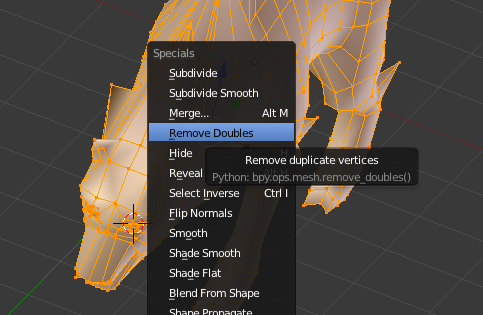 Specials
Subdivide
Subdivide Smooth
Merge... Alt M
Remove Doubles
Hide H
Remove duplicate vertices
Reveal
Python: bpy.ops.mesh.remove_doubles()
Select Inverse Ctrl I
Flip Normals
Smooth
Shade Smooth
Shade Flat
Blend From Shape
Shape Propagate